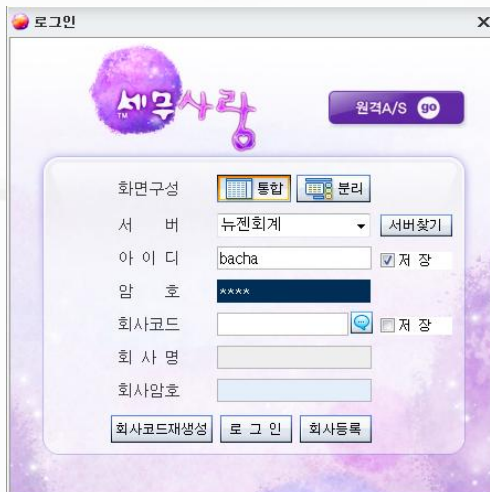 로그인
세무사랑
TM
원격A/S go
화면구성 통합 분리
서 버 뉴젠회계 서버찾기
아 이 디 bacha 저 장
암 호 ****
회사코드 저 장
회 사 명
회사암호
회사코드재생성 로 그 인 회사등록